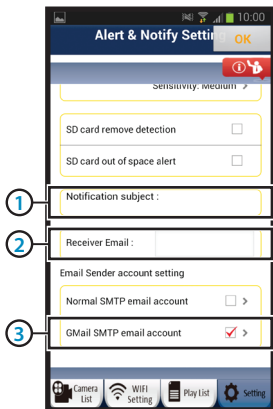 10:00
Alert & Notify Settin
OK
Sensitivity: Medium >
SD card remove detection
SD card out of space alert
1
Notification subject :
2
Receiver Email :
Email Sender account setting
Normal SMTP email account >
3
GMail SMTP email account >
Camera
List
WIFI
Setting
Play List
Setting